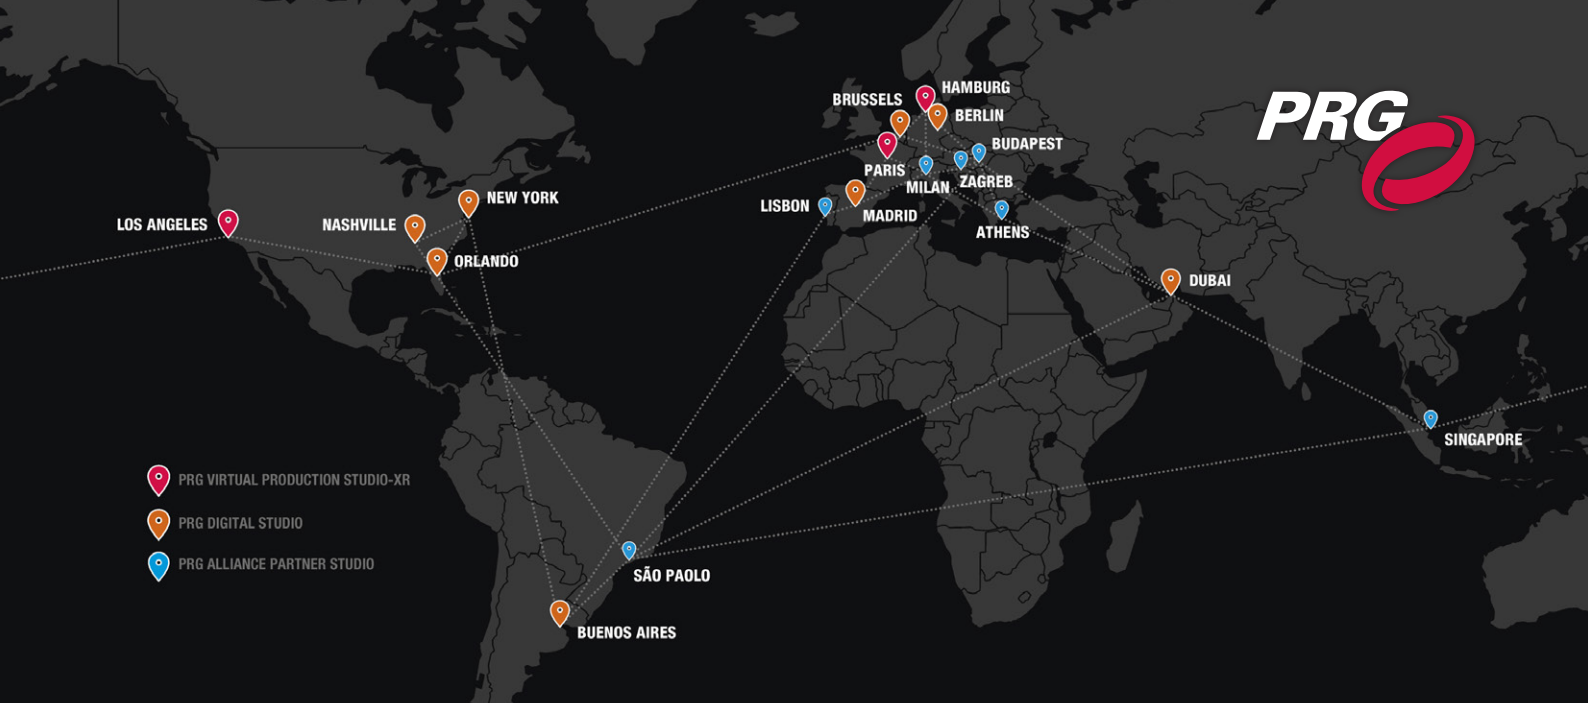 HAMBURG
BRUSSELS
BERLIN
PRG
BUDAPEST
PARIS
MILAN
ZAGREB
NEW YORK
LISBON
MADRID
LOS ANGELES
NASHVILLE
ATHENS
ORLANDO
DUBAI
SINGAPORE
PRG VIRTUAL PRODUCTION STUDIO-XR
PRG DIGITAL STUDIO
PRG ALLIANCE PARTNER STUDIO
SÃO PAOLO
BUENOS AIRES